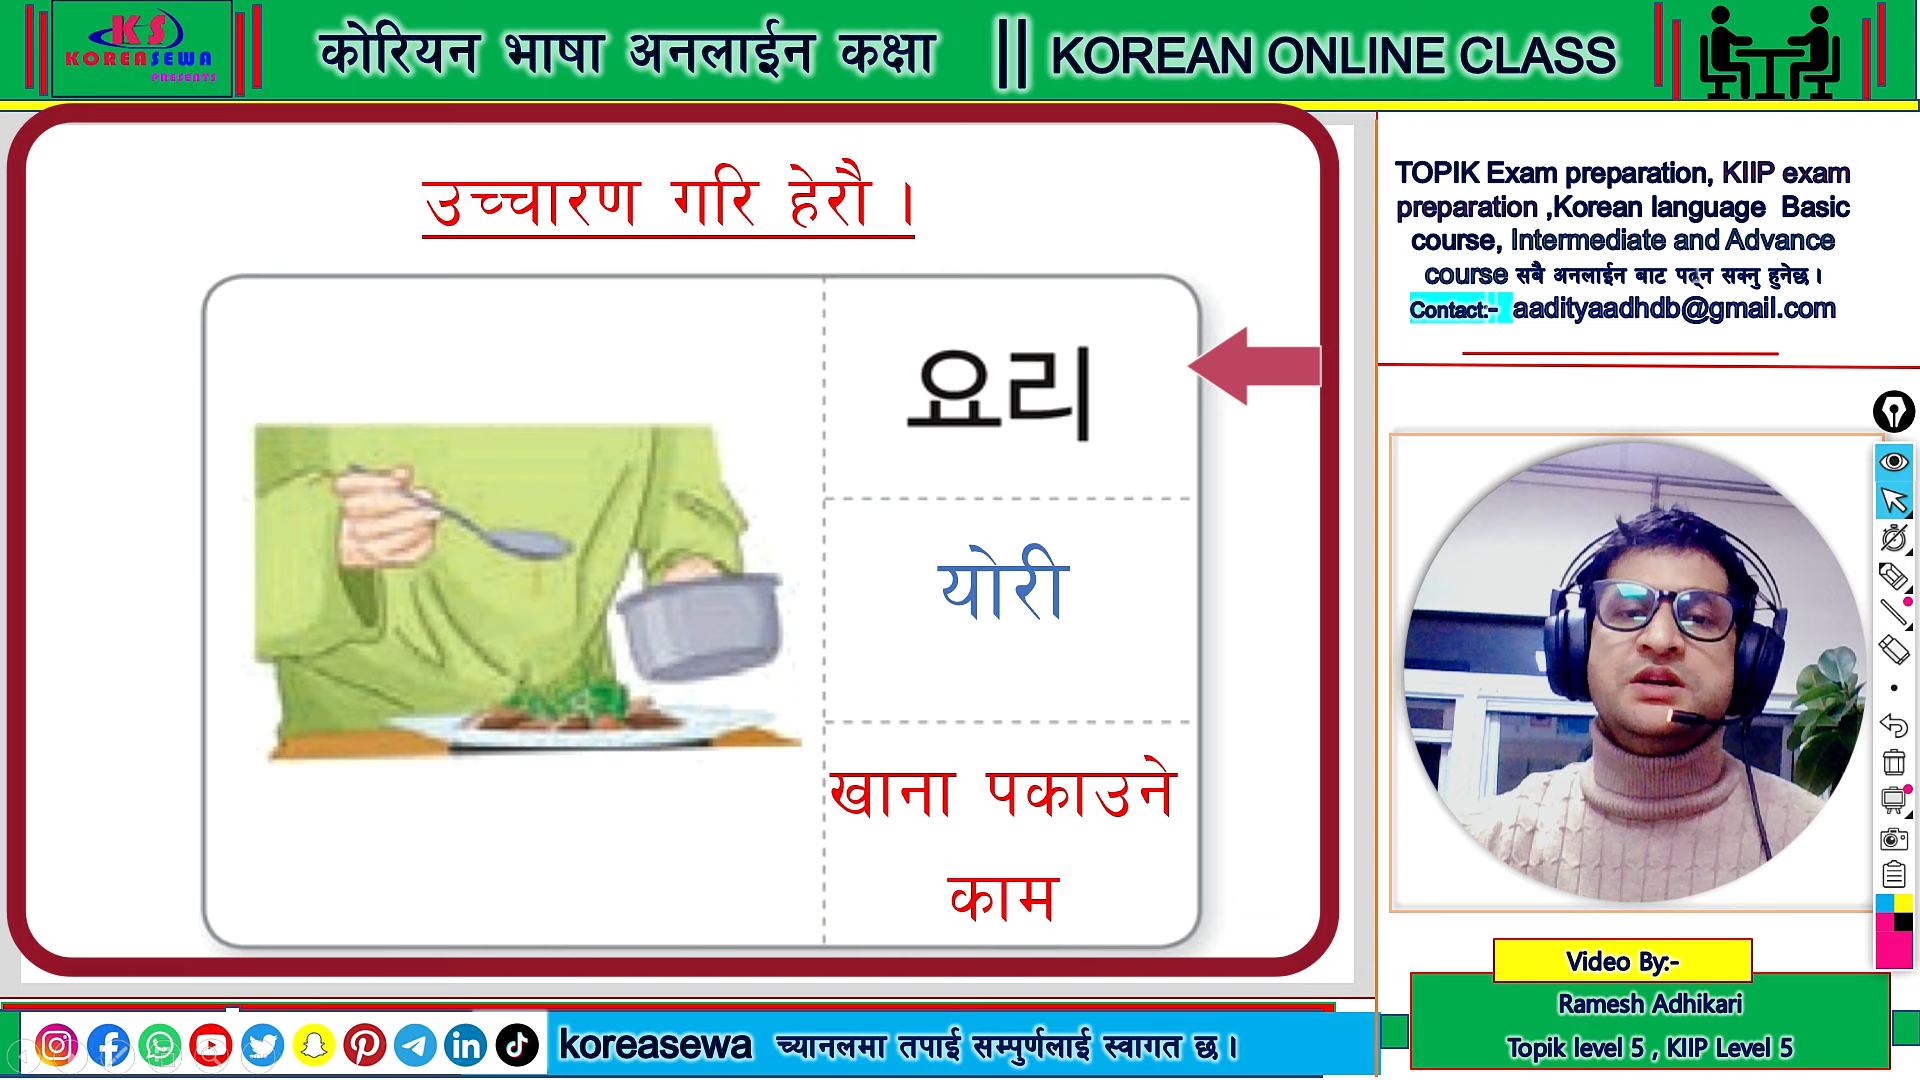 KS
KOREASEWA
PRESENTS
कोरियन भाषा अनलाईन कक्षा || KOREAN ONLINE CLASS
उच्चारण गरि हेरौ ।
요리
योरी
खाना पकाउने
काम
TOPIK Exam preparation, KIIP exam
preparation ,Korean language Basic
course, Intermediate and Advance
course सबै अनलाईन बाट पढ्न सक्नु हुनेछ ।
Contact:- aadityaadhdb@gmail.com
Video By:-
Ramesh Adhikari
Topik level 5 , KIIP Level 5
koreasewa च्यानलमा तपाई सम्पुर्णलाई स्वागत छ ।